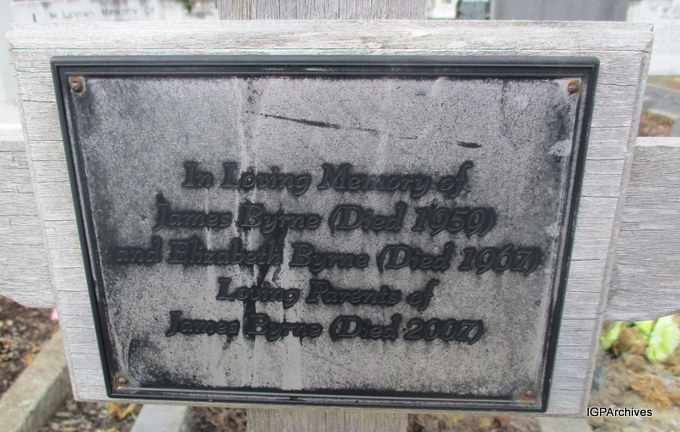 In Loving Memory of
James Byrne (Died 1959)
and Elizabeth Byrne (Died 1967)
Loving Parents of
James Byrne (Died 2007)
IGPArchives